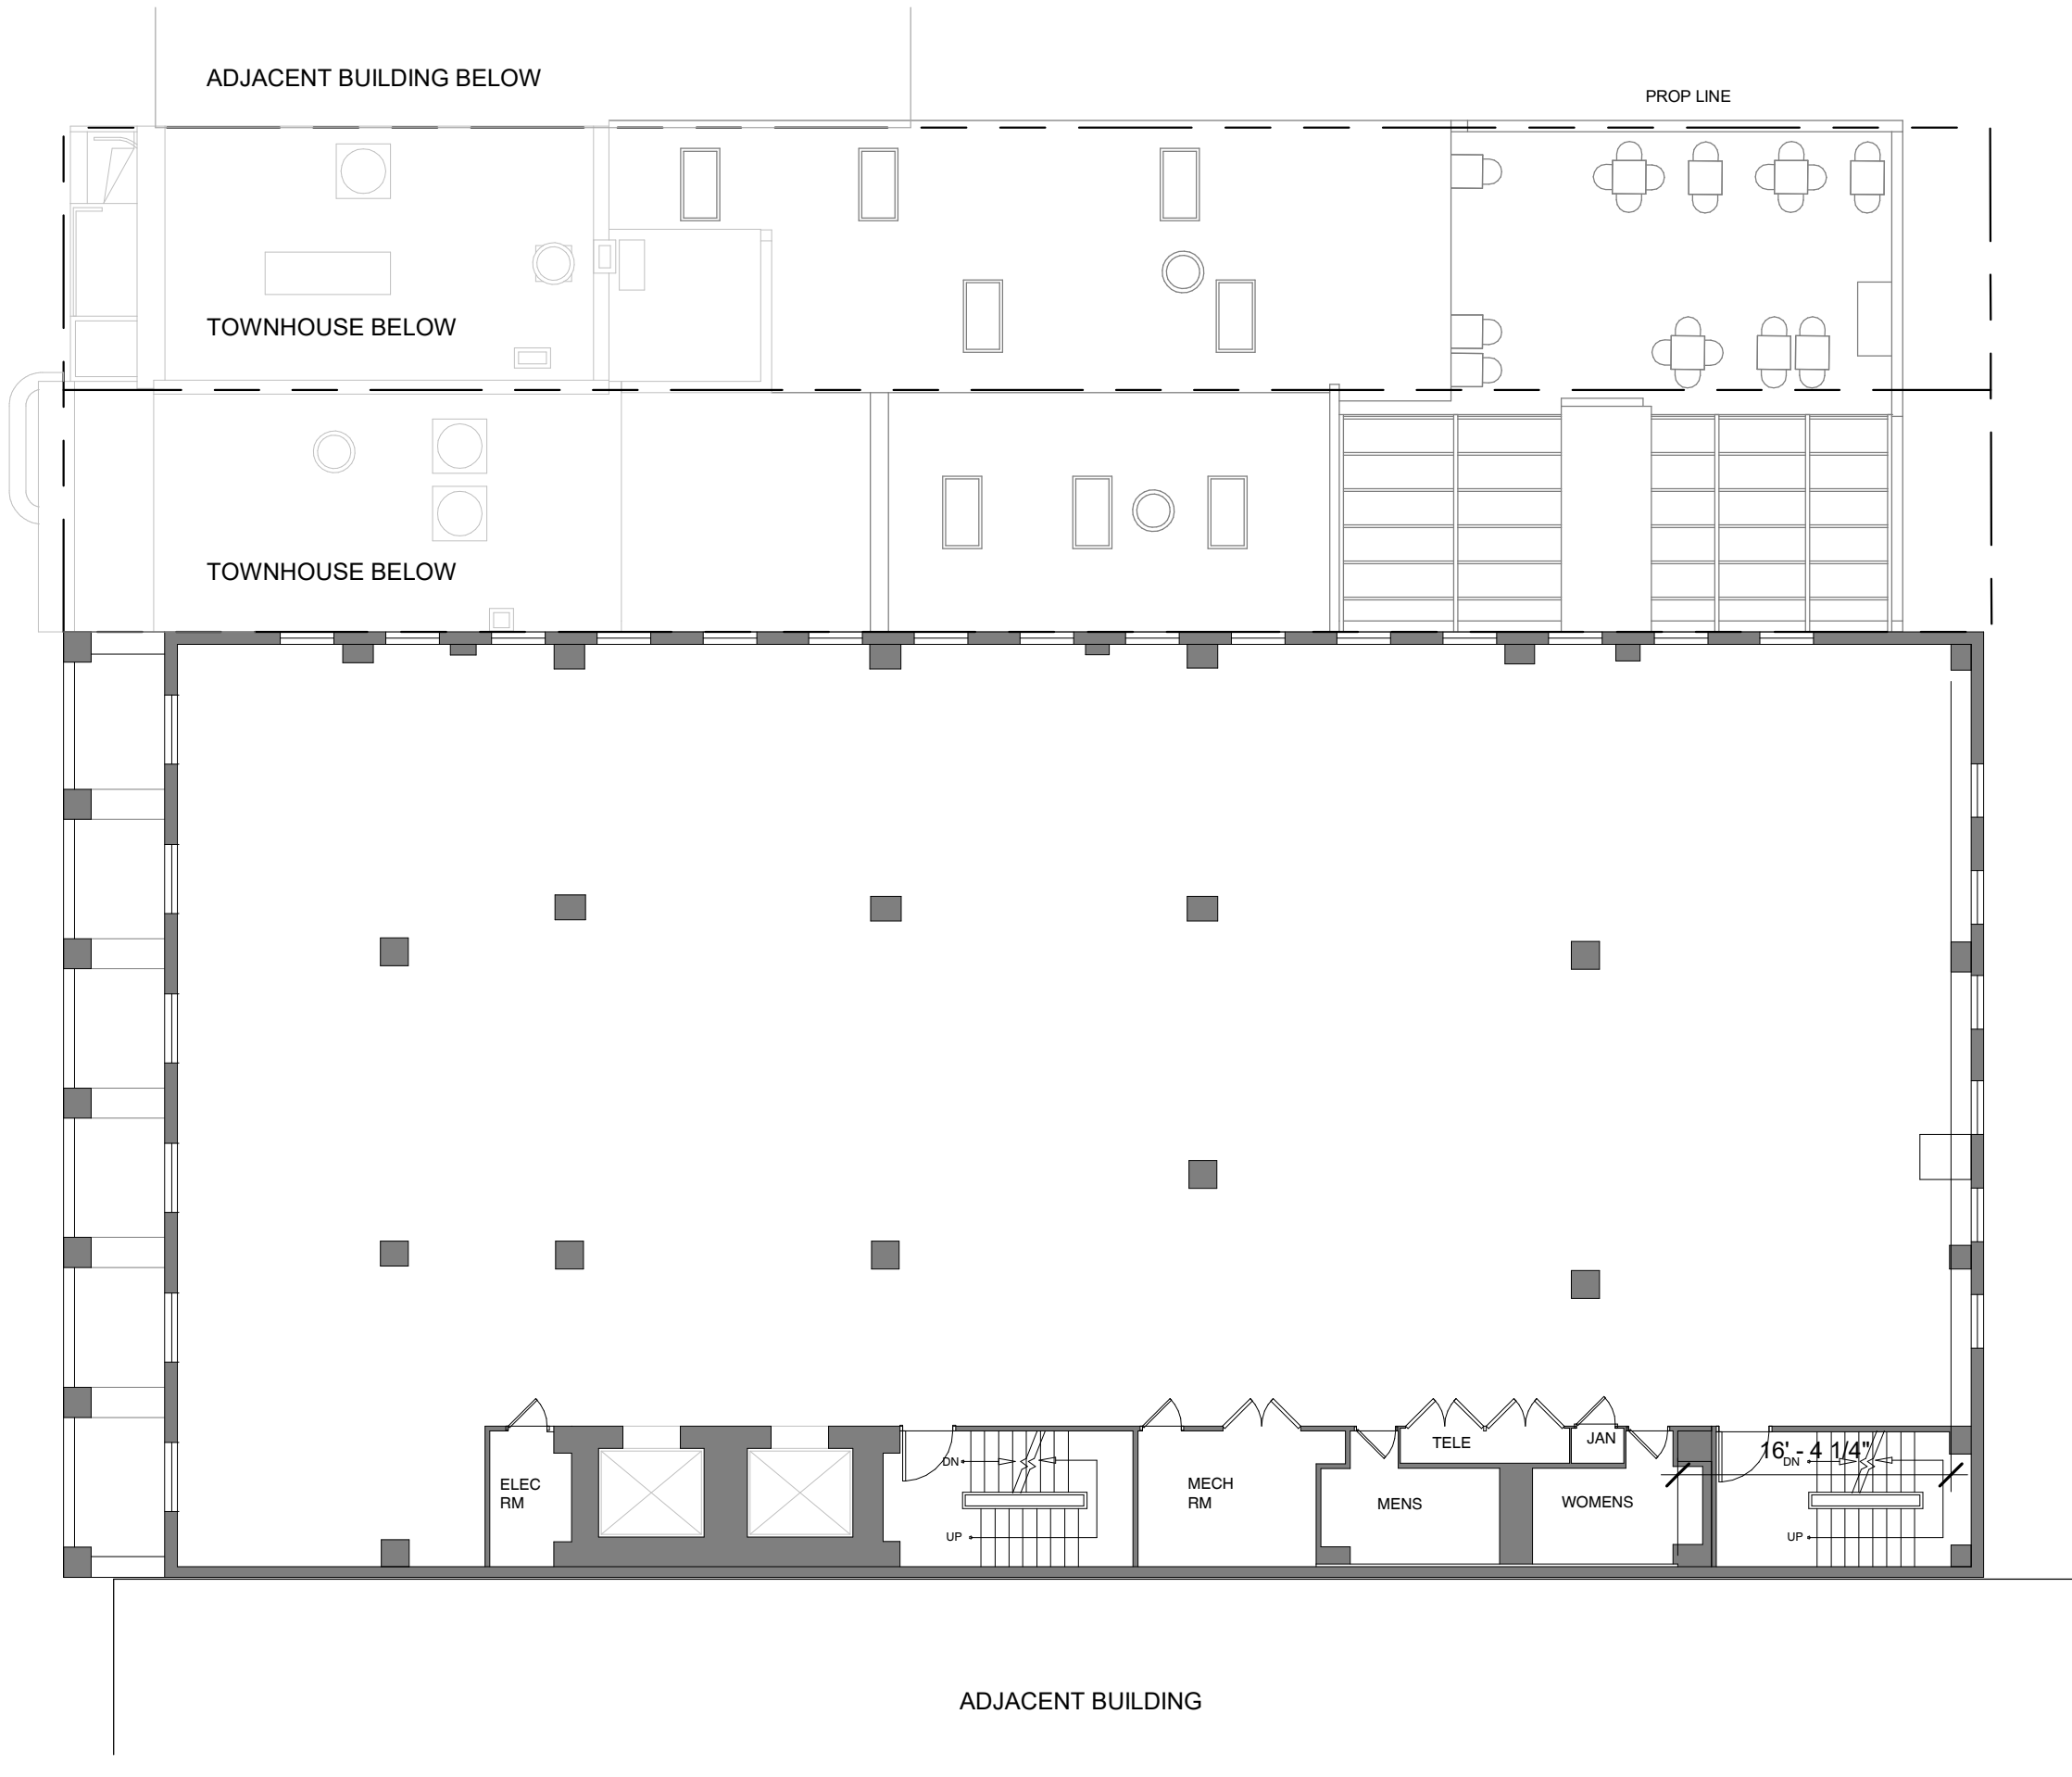 ADJACENT BUILDING BELOW
PROP LINE
TOWNHOUSE BELOW
TOWNHOUSE BELOW
ELEC
RM
DN
UP
MECH
RM
MENS
TELE
JAN
WOMENS
16' - 4 1/4"
DN
UP
ADJACENT BUILDING